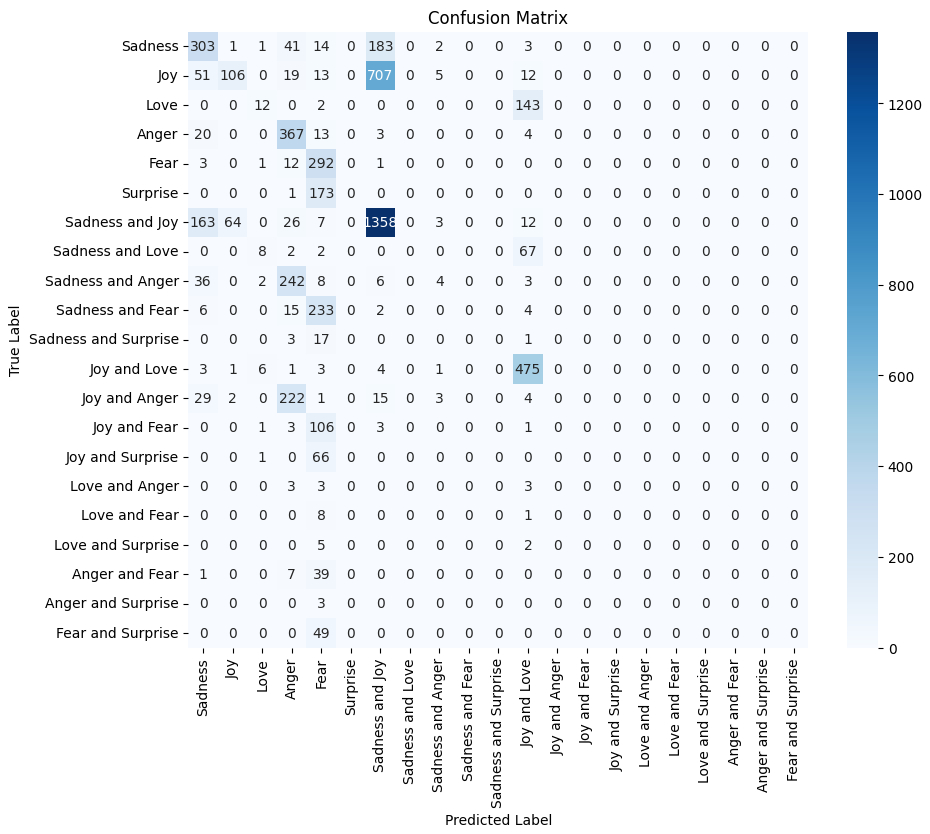 Confusion Matrix
True Label
Sadness 303 1 1 41 14 0 183 0 2 0 0 3 0 0 0 0 0 0 0 0 0
Joy 51 106 0 19 13 0 707 0 5 0 0 12 0 0 0 0 0 0 0 0 0
Love 0 0 12 0 2 0 0 0 0 0 0 143 0 0 0 0 0 0 0 0 0
Anger 20 0 0 367 13 0 3 0 0 0 0 4 0 0 0 0 0 0 0 0 0
Fear 3 0 1 12 292 0 1 0 0 0 0 0 0 0 0 0 0 0 0 0 0
Surprise 0 0 0 1 173 0 0 0 0 0 0 0 0 0 0 0 0 0 0 0 0
Sadness and Joy 163 64 0 26 7 0 1358 0 3 0 0 12 0 0 0 0 0 0 0 0 0
Sadness and Love 0 0 8 2 2 0 0 0 0 0 0 67 0 0 0 0 0 0 0 0 0
Sadness and Anger 36 0 2 242 8 0 6 0 4 0 0 3 0 0 0 0 0 0 0 0 0
Sadness and Fear 6 0 0 15 233 0 2 0 0 0 0 4 0 0 0 0 0 0 0 0 0
Sadness and Surprise 0 0 0 3 17 0 0 0 0 0 0 1 0 0 0 0 0 0 0 0 0
Joy and Love 3 1 6 1 3 0 4 0 1 0 0 475 0 0 0 0 0 0 0 0 0
Joy and Anger 29 2 0 222 1 0 15 0 3 0 0 4 0 0 0 0 0 0 0 0 0
Joy and Fear 0 0 1 3 106 0 3 0 0 0 0 1 0 0 0 0 0 0 0 0 0
Joy and Surprise 0 0 1 0 66 0 0 0 0 0 0 0 0 0 0 0 0 0 0 0 0
Love and Anger 0 0 0 3 3 0 0 0 0 0 0 3 0 0 0 0 0 0 0 0 0
Love and Fear 0 0 0 0 8 0 0 0 0 0 0 1 0 0 0 0 0 0 0 0 0
Love and Surprise 0 0 0 0 5 0 0 0 0 0 0 2 0 0 0 0 0 0 0 0 0
Anger and Fear 1 0 0 7 39 0 0 0 0 0 0 0 0 0 0 0 0 0 0 0 0
Anger and Surprise 0 0 0 0 3 0 0 0 0 0 0 0 0 0 0 0 0 0 0 0 0
Fear and Surprise 0 0 0 0 49 0 0 0 0 0 0 0 0 0 0 0 0 0 0 0 0
Sadness
Joy
Love
Anger
Fear
Surprise
Sadness and Joy
Sadness and Love
Sadness and Anger
Sadness and Fear
Sadness and Surprise
Joy and Love
Joy and Anger
Joy and Fear
Joy and Surprise
Love and Anger
Love and Fear
Love and Surprise
Anger and Fear
Anger and Surprise
Fear and Surprise
Predicted Label
1200
1000
800
600
400
200
0